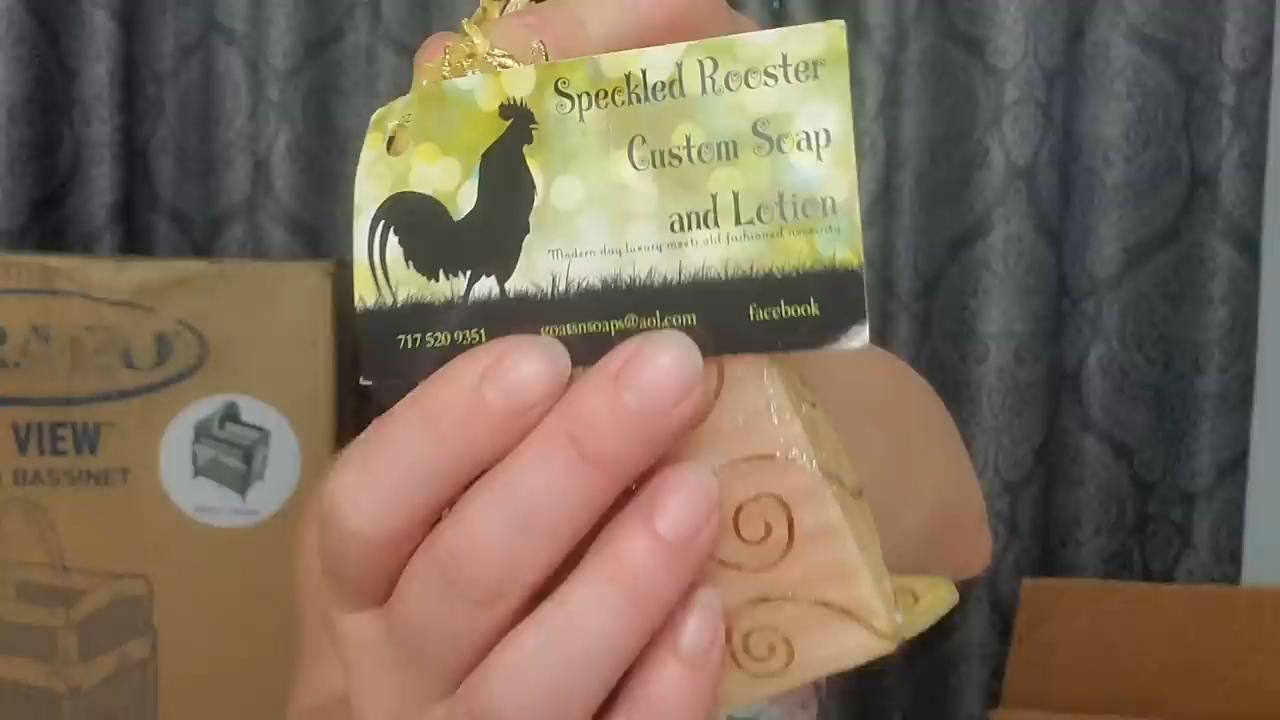 Speckled Rooster
Custom Soap
and Lotion
Modern day luxury meets old fashioned necessity
717 520 9351
goatsnsoaps@aol.com
facebook
VIEW
BASSINET